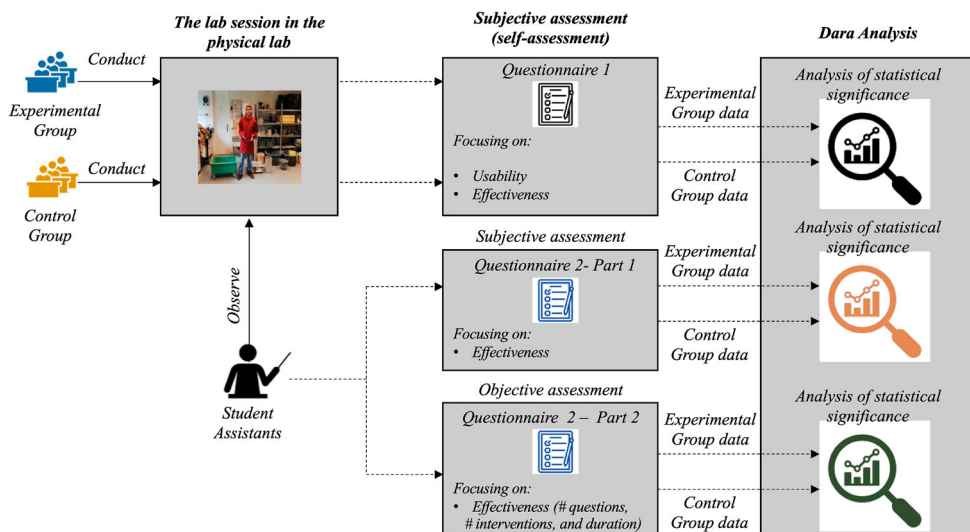 The lab session in the
physical lab
Subjective assessment
(self-assessment)
Dara Analysis
Conduct
Experimental
Group
Conduct
Control
Group
Questionnaire 1
Focusing on:
• Usability
• Effectiveness
Experimental
Group data
Control
Group data
Analysis of statistical
significance
Observe
Student
Assistants
Subjective assessment
Questionnaire 2- Part 1
Focusing on:
• Effectiveness
Experimental
Group data
Control
Group data
Analysis of statistical
significance
Objective assessment
Questionnaire 2 – Part 2
Focusing on:
• Effectiveness (# questions,
# interventions, and duration)
Experimental
Group data
Control
Group data
Analysis of statistical
significance